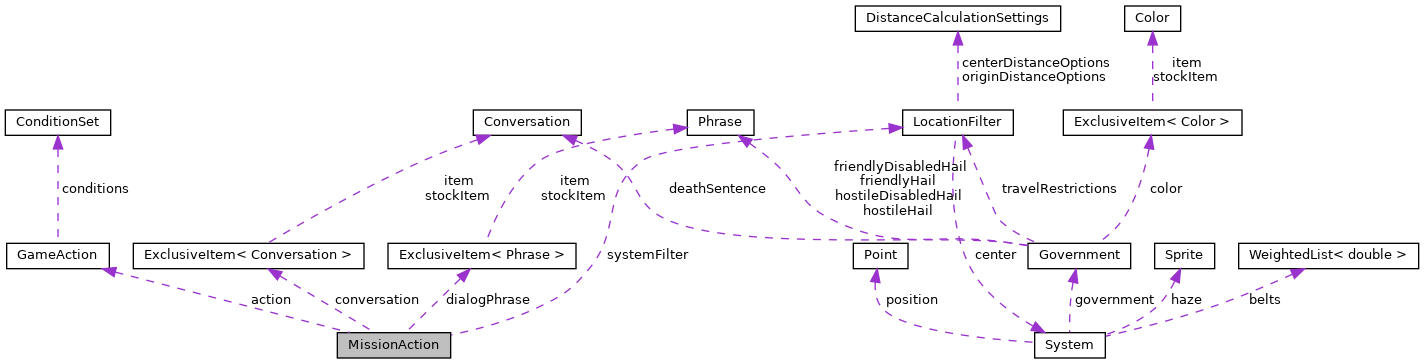 DistanceCalculationSettings
Color
centerDistanceOptions
originDistanceOptions
item
stockItem
ConditionSet
Conversation
Phrase
LocationFilter
ExclusiveItem< Color >
conditions
item
stockItem
item
stockItem
deathSentence
friendlyDisabledHail
friendlyHail
hostileDisabledHail
hostileHail
travelRestrictions
color
GameAction
ExclusiveItem< Conversation >
ExclusiveItem< Phrase >
systemFilter
Point
center
Government
Sprite
WeightedList< double >
action
conversation
dialogPhrase
position
government
haze
belts
MissionAction
System